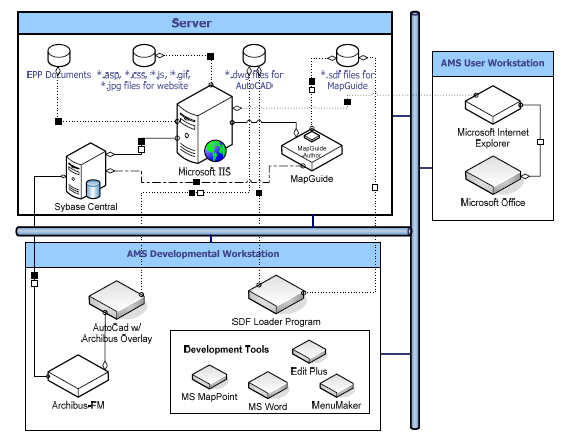 Server
EPP Documents
*.asp, *.css, *.js, *.gif,
*.jpg files for website
*.dwg files for
AutoCAD
*.sdf files for
MapGuide
AMS User Workstation
Microsoft Internet
Explorer
Microsoft Office
MapGuide
Author
MapGuide
Microsoft IIS
Sybase Central
AMS Developmental Workstation
AutoCad w/
Archibus Overlay
SDF Loader Program
Archibus-FM
Development Tools
Edit Plus
MS MapPoint
MS Word
MenuMaker